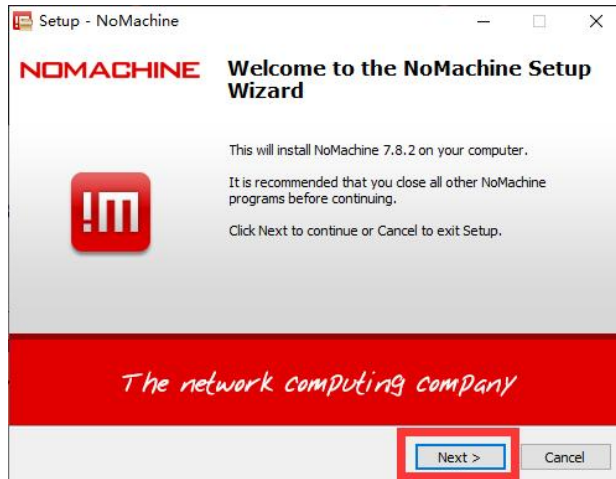 Setup - NoMachine
NOMACHINE
Welcome to the NoMachine Setup
Wizard
This will install NoMachine 7.8.2 on your computer.
It is recommended that you close all other NoMachine
programs before continuing.
Click Next to continue or Cancel to exit Setup.
!m
The network computing company
Next >
Cancel